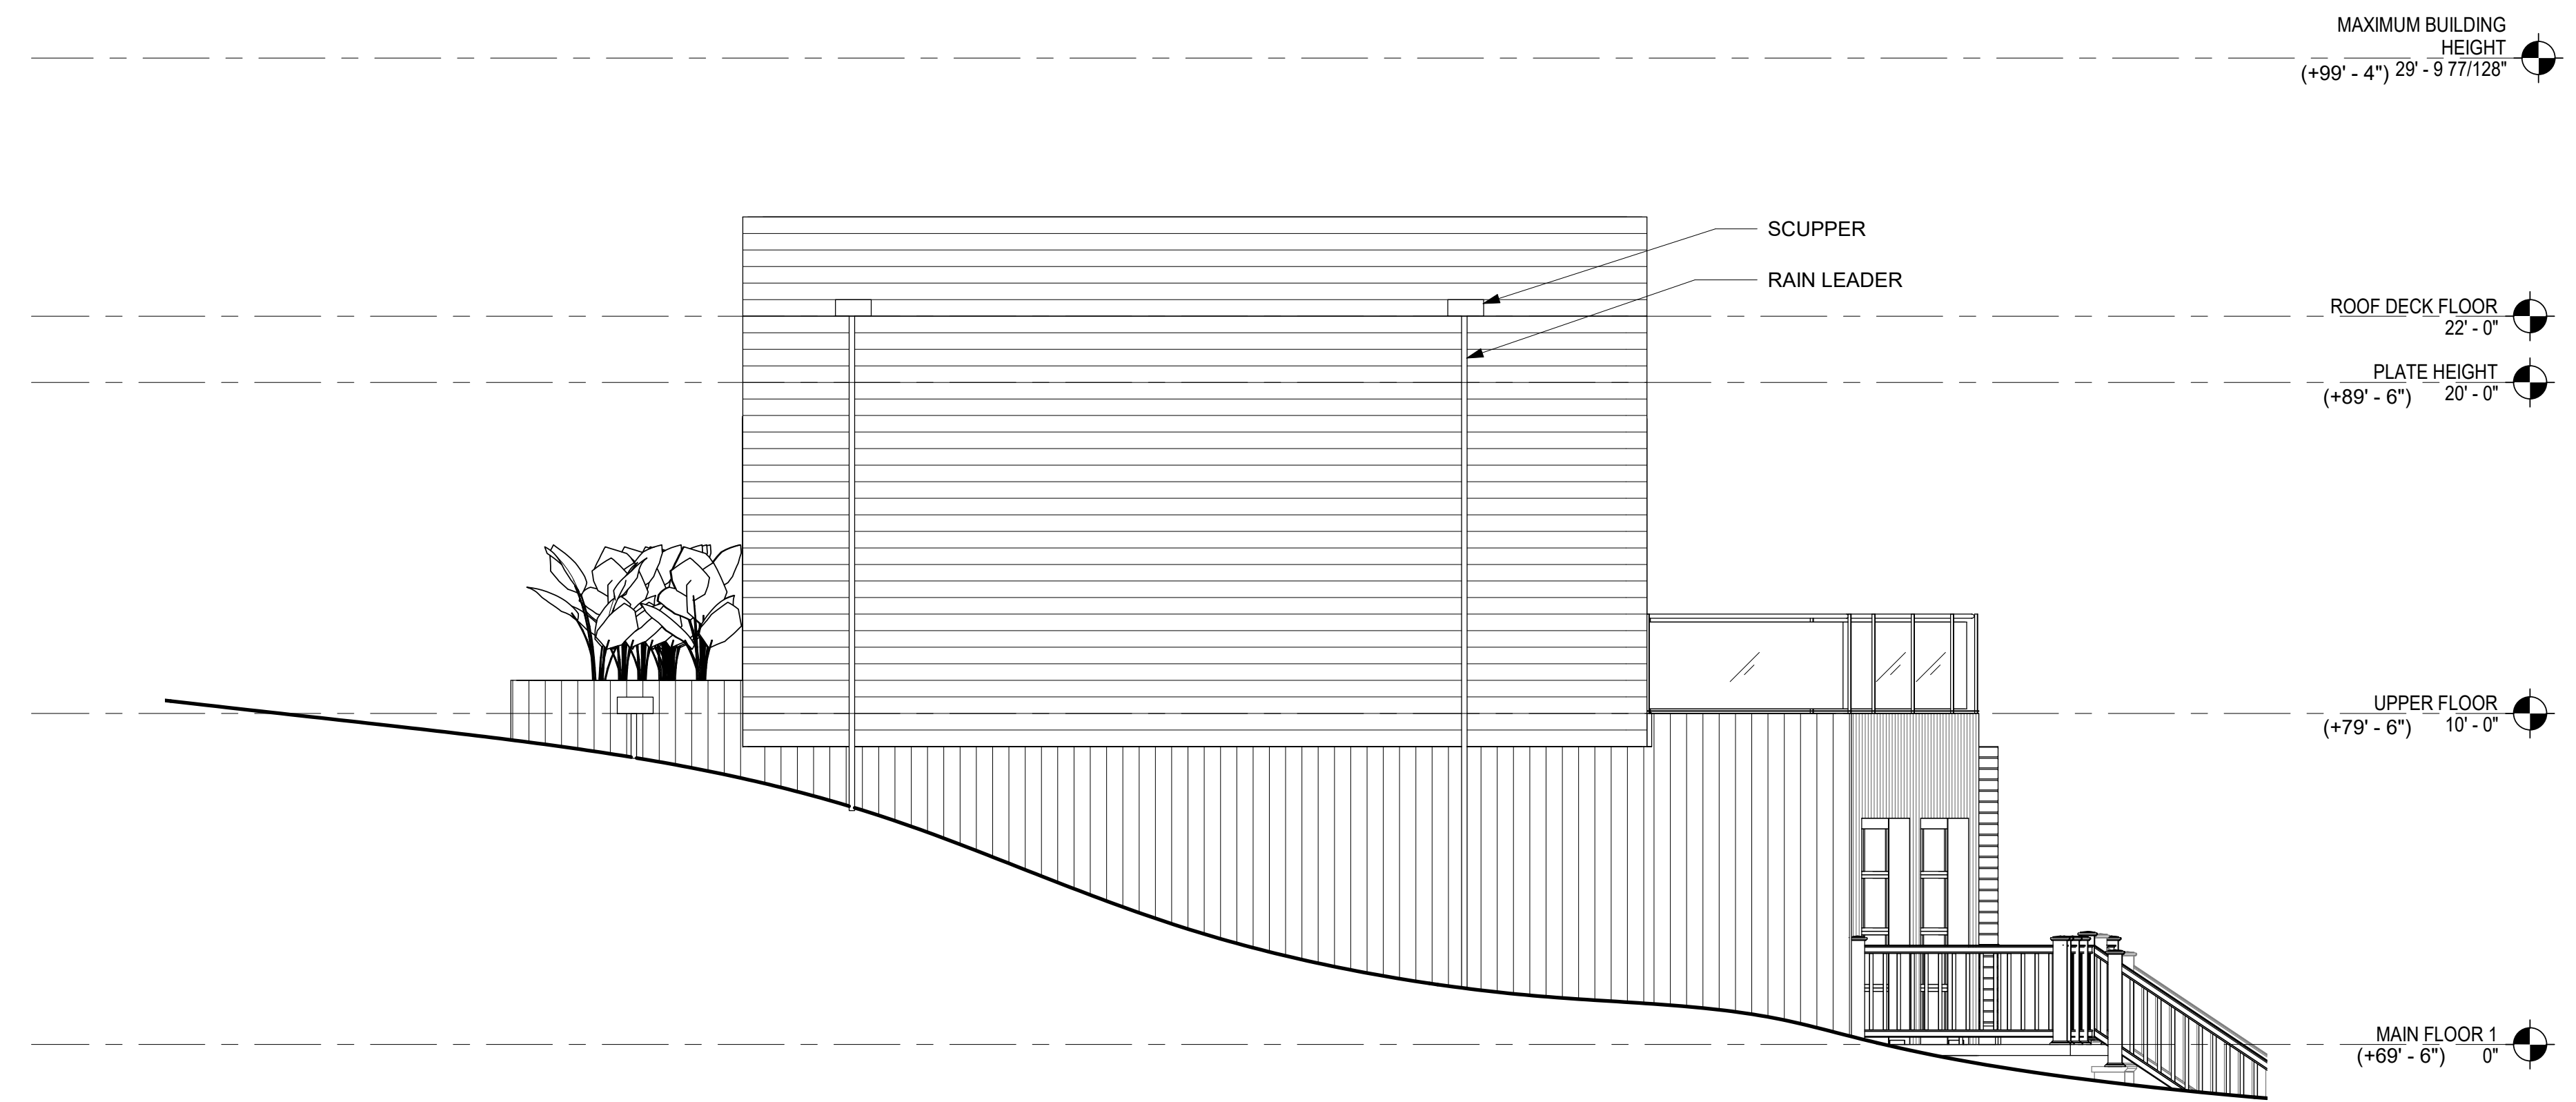 MAXIMUM BUILDING
HEIGHT
(+99' - 4") 29' - 9 77/128"
SCUPPER
RAIN LEADER
ROOF DECK FLOOR
22' - 0"
PLATE HEIGHT
(+89' - 6") 20' - 0"
UPPER FLOOR
(+79' - 6") 10' - 0"
MAIN FLOOR 1
(+69' - 6") 0"